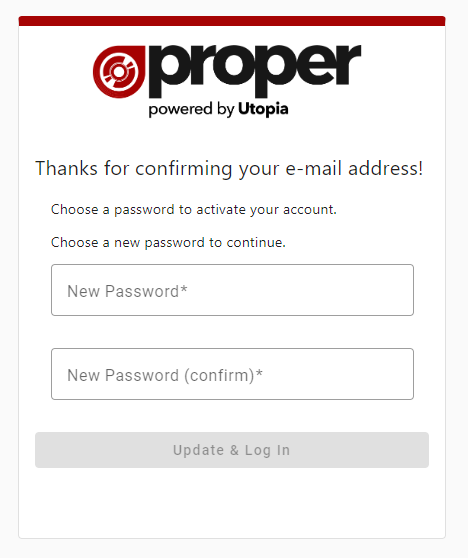 proper
powered by Utopia
Thanks for confirming your e-mail address!
Choose a password to activate your account.
Choose a new password to continue.
New Password*
New Password (confirm)*
Update & Log In